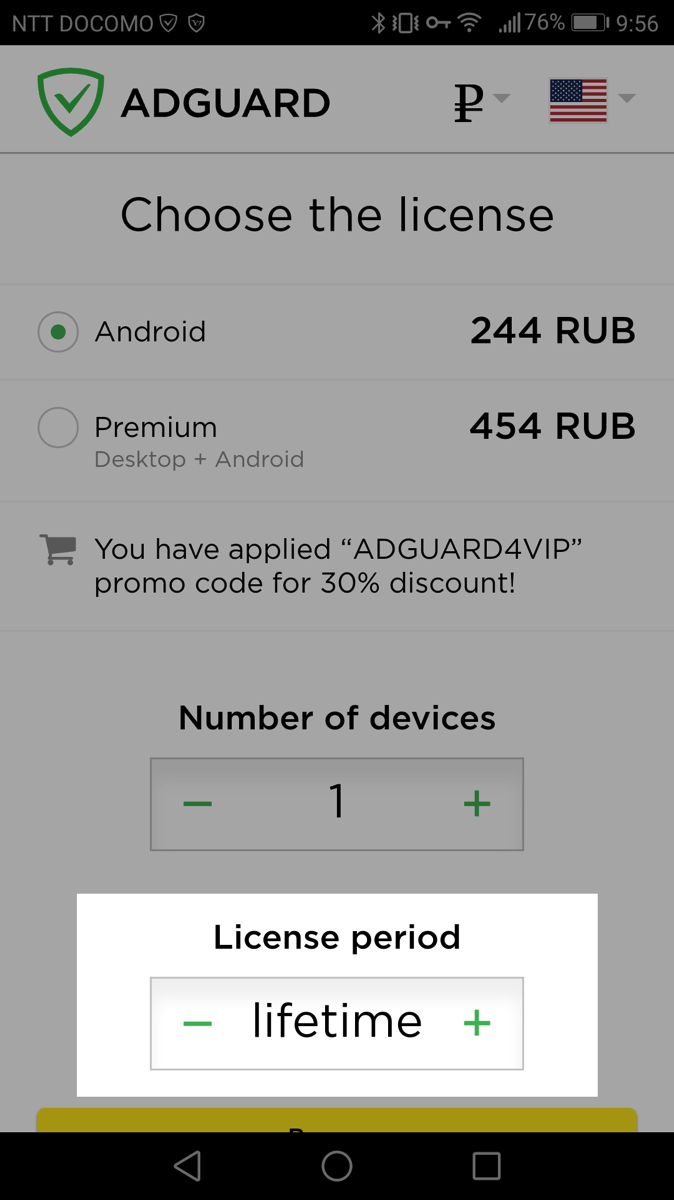 NTT DOCOMO 76% 9:56
ADGUARD ₽
Choose the license
Android 244 RUB
Premium 454 RUB
Desktop + Android
You have applied “ADGUARD4VIP”
promo code for 30% discount!
Number of devices
− 1 +
License period
− lifetime +